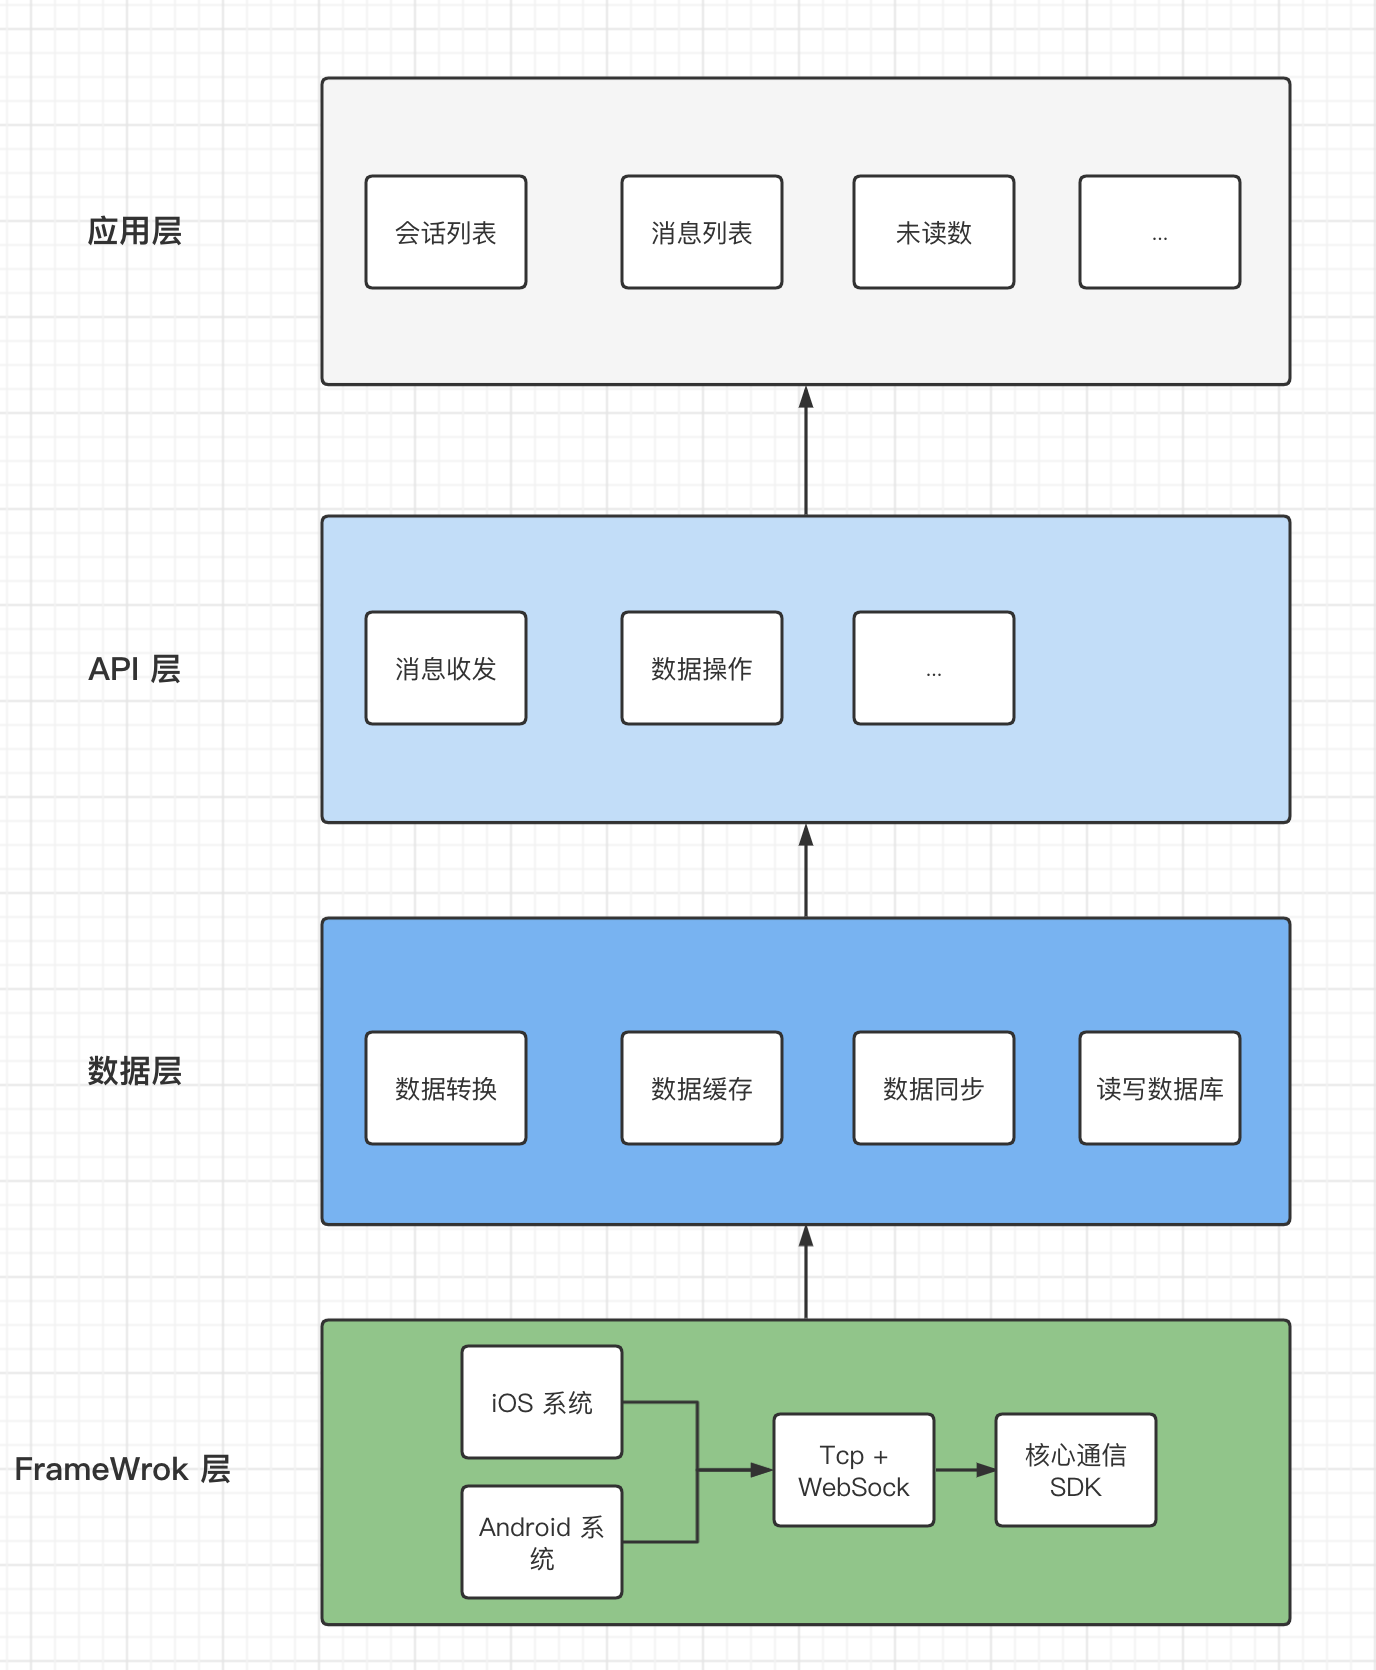 应用层
会话列表
消息列表
未读数
...
API 层
消息收发
数据操作
...
数据层
数据转换
数据缓存
数据同步
读写数据库
FrameWrok 层
iOS 系统
Android 系
统
Tcp +
WebSock
核心通信
SDK